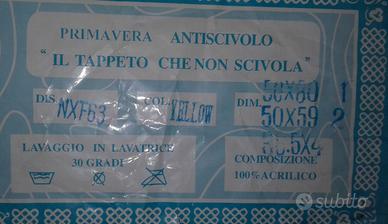 PRIMAVERA ANTISCIVOLO
"IL TAPPETO CHE NON SCIVOLA"
DIS NXF63 COL. YELLOW DIM. 50X80 1
50X59 2
LAVAGGIO IN LAVATRICE
30 GRADI
COMPOSIZIONE
100% ACRILICO
subito